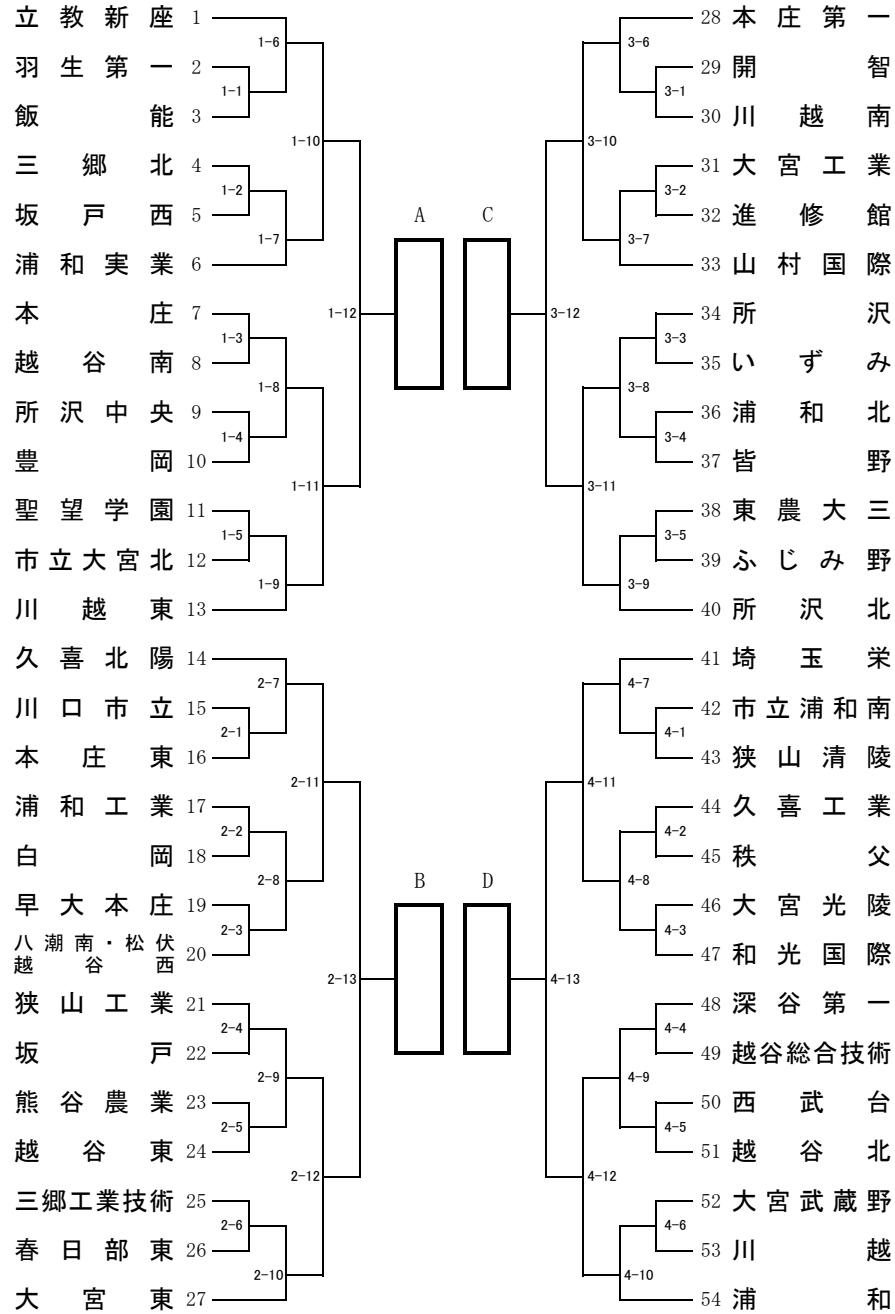 立教新座 1
羽生第一 2
飯能 3
三郷北 4
坂戸西 5
浦和実業 6
本庄 7
越谷南 8
所沢中央 9
豊岡 10
聖望学園 11
市立大宮北 12
川越東 13
1-6
1-1
1-10
1-2
1-7
1-12
1-3
1-8
1-4
1-11
1-5
1-9
A
C
28 本庄第一
29 開智
30 川越南
31 大宮工業
32 進修館
33 山村国際
34 所沢
35 いずみ
36 浦和北
37 皆野
38 東農大三
39 ふじみ野
40 所沢北
3-6
3-1
3-10
3-2
3-7
3-12
3-3
3-8
3-4
3-11
3-5
3-9
久喜北陽 14
川口市立 15
本庄東 16
浦和工業 17
白岡 18
早大本庄 19
八潮南・松伏
越谷西 20
狭山工業 21
坂戸 22
熊谷農業 23
越谷東 24
三郷工業技術 25
春日部東 26
大宮東 27
2-7
2-1
2-11
2-2
2-8
2-3
2-13
2-4
2-9
2-5
2-12
2-6
2-10
B
D
41 埼玉栄
42 市立浦和南
43 狭山清陵
44 久喜工業
45 秩父
46 大宮光陵
47 和光国際
48 深谷第一
49 越谷総合技術
50 西武台
51 越谷北
52 大宮武蔵野
53 川越
54 浦和
4-7
4-1
4-11
4-2
4-8
4-3
4-13
4-4
4-9
4-5
4-12
4-6
4-10